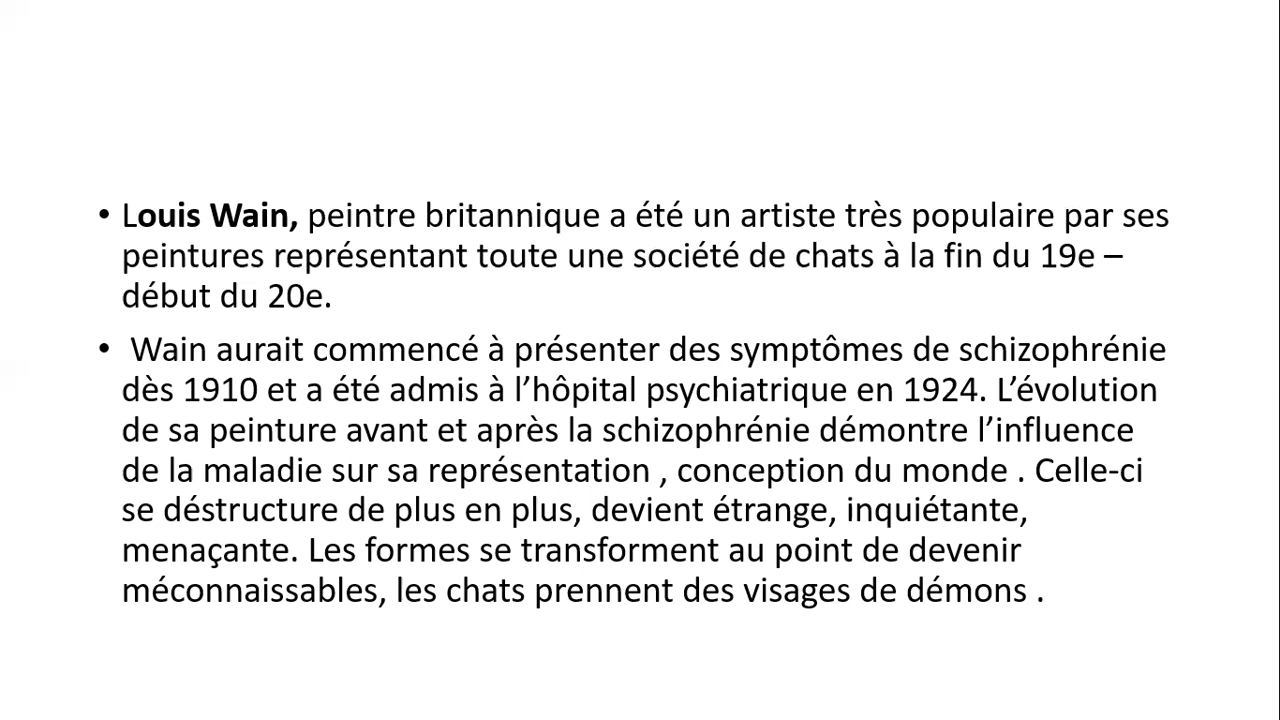 • Louis Wain, peintre britannique a été un artiste très populaire par ses
peintures représentant toute une société de chats à la fin du 19e –
début du 20e.
• Wain aurait commencé à présenter des symptômes de schizophrénie
dès 1910 et a été admis à l’hôpital psychiatrique en 1924. L’évolution
de sa peinture avant et après la schizophrénie démontre l’influence
de la maladie sur sa représentation , conception du monde . Celle-ci
se déstructure de plus en plus, devient étrange, inquiétante,
menaçante. Les formes se transforment au point de devenir
méconnaissables, les chats prennent des visages de démons .